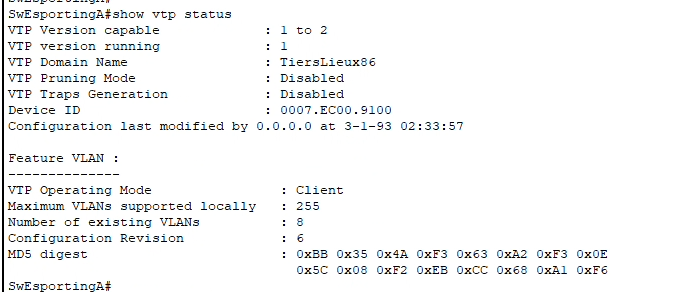 SwEsportingA#
SwEsportingA#show vtp status
VTP Version capable : 1 to 2
VTP version running : 1
VTP Domain Name : TiersLieux86
VTP Pruning Mode : Disabled
VTP Traps Generation : Disabled
Device ID : 0007.EC00.9100
Configuration last modified by 0.0.0.0 at 3-1-93 02:33:57
Feature VLAN :
--------------
VTP Operating Mode : Client
Maximum VLANs supported locally : 255
Number of existing VLANs : 8
Configuration Revision : 6
MD5 digest : 0xBB 0x35 0x4A 0xF3 0x63 0xA2 0xF3 0x0E
0x5C 0x08 0xF2 0xEB 0xCC 0x68 0xA1 0xF6
SwEsportingA#